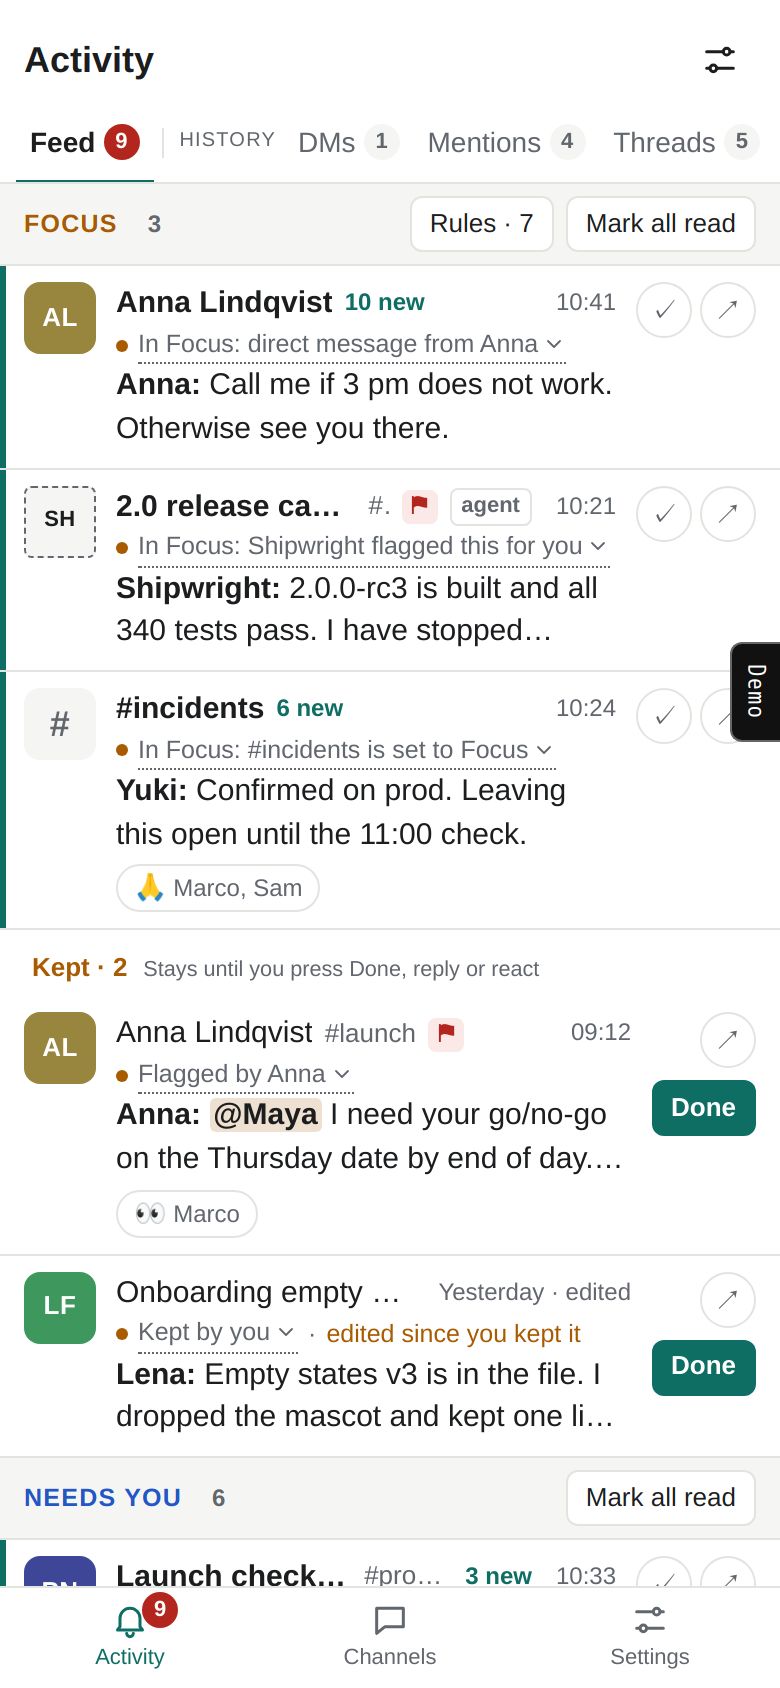 Activity
Feed 9 HISTORY DMs 1 Mentions 4 Threads 5
FOCUS 3 Rules · 7 Mark all read
AL Anna Lindqvist 10 new 10:41
In Focus: direct message from Anna
Anna: Call me if 3 pm does not work.
Otherwise see you there.
SH 2.0 release ca… #. agent 10:21
In Focus: Shipwright flagged this for you
Shipwright: 2.0.0-rc3 is built and all
340 tests pass. I have stopped…
Demo
# #incidents 6 new 10:24
In Focus: #incidents is set to Focus
Yuki: Confirmed on prod. Leaving
this open until the 11:00 check.
🙏 Marco, Sam
Kept · 2 Stays until you press Done, reply or react
AL Anna Lindqvist #launch 09:12
Flagged by Anna
Done
Anna: @Maya I need your go/no-go
on the Thursday date by end of day.…
👀 Marco
LF Onboarding empty … Yesterday · edited
Kept by you · edited since you kept it
Done
Lena: Empty states v3 is in the file. I
dropped the mascot and kept one li…
NEEDS YOU 6 Mark all read
Launch check… #pro… 3 new 10:33
9
Activity Channels Settings